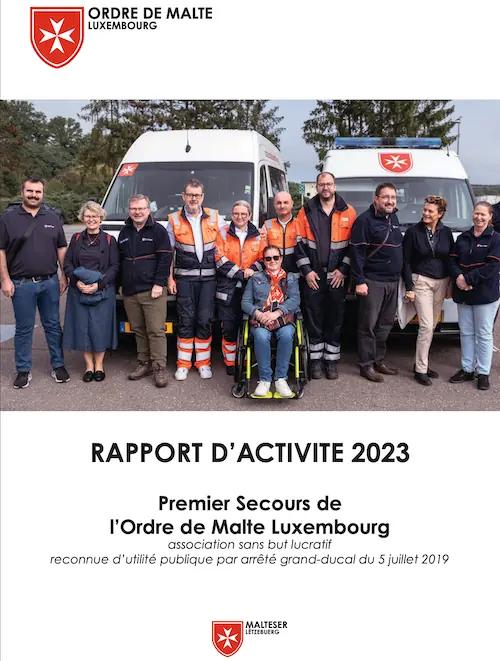 ORDRE DE MALTE
LUXEMBOURG
RAPPORT D’ACTIVITE 2023
Premier Secours de
l’Ordre de Malte Luxembourg
association sans but lucratif
reconnue d’utilité publique par arrêté grand-ducal du 5 juillet 2019
MALTESER
LËTZEBUERG